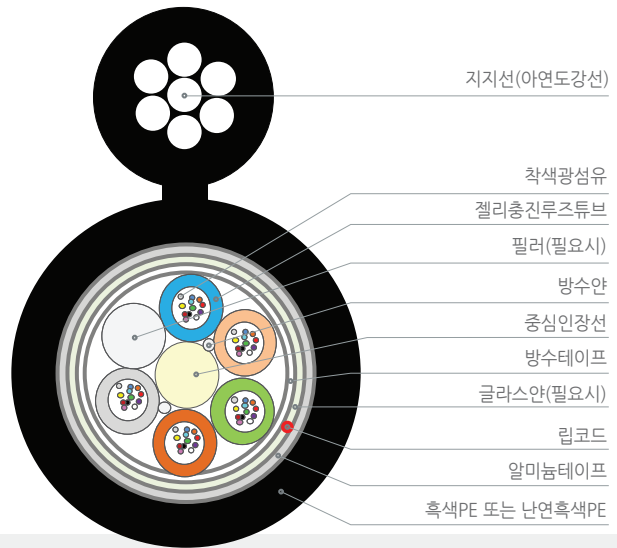 지지선(아연도강선)
착색광섬유
젤리충진루즈튜브
필러(필요시)
방수얀
중심인장선
방수테이프
글라스얀(필요시)
립코드
알미늄테이프
흑색PE 또는 난연흑색PE